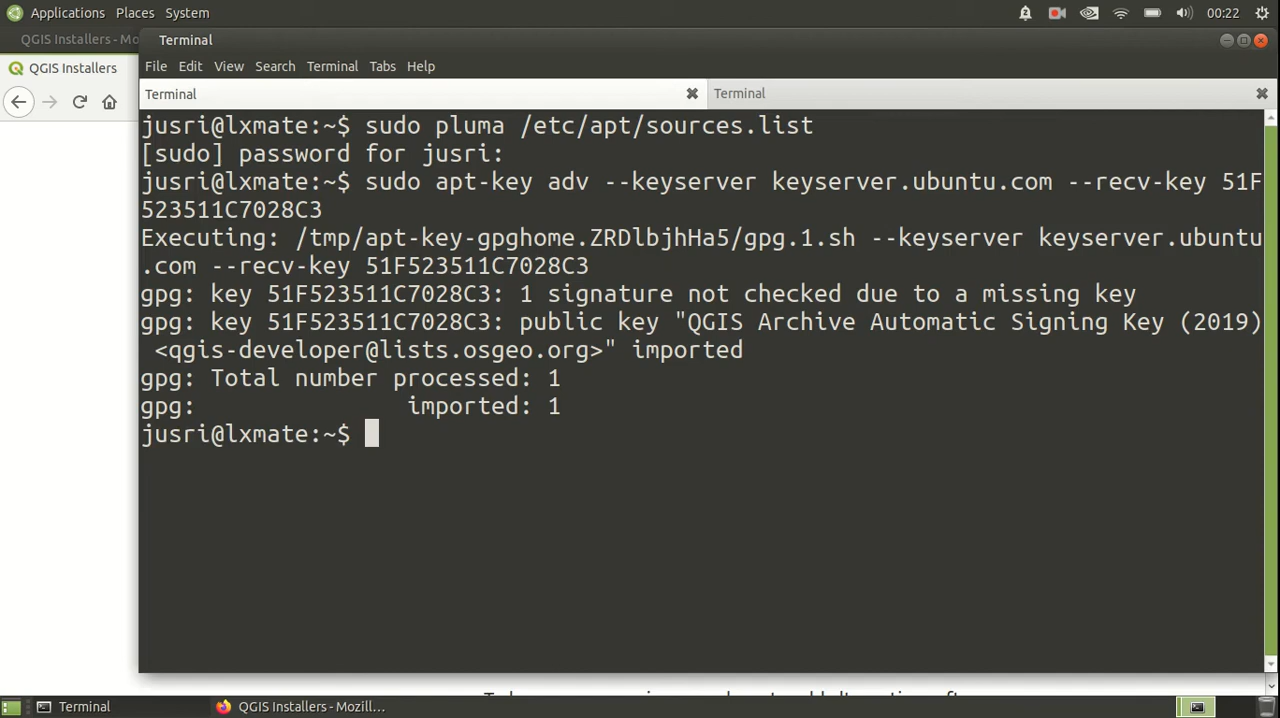 Applications Places System 00:22
QGIS Installers - Mo
Terminal
QGIS Installers
File Edit View Search Terminal Tabs Help
Terminal Terminal
jusri@lxmate:~$ sudo pluma /etc/apt/sources.list
[sudo] password for jusri:
jusri@lxmate:~$ sudo apt-key adv --keyserver keyserver.ubuntu.com --recv-key 51F
523511C7028C3
Executing: /tmp/apt-key-gpghome.ZRDlbjhHa5/gpg.1.sh --keyserver keyserver.ubuntu
.com --recv-key 51F523511C7028C3
gpg: key 51F523511C7028C3: 1 signature not checked due to a missing key
gpg: key 51F523511C7028C3: public key "QGIS Archive Automatic Signing Key (2019)
<qgis-developer@lists.osgeo.org>" imported
gpg: Total number processed: 1
gpg: imported: 1
jusri@lxmate:~$
Terminal QGIS Installers - Mozill...